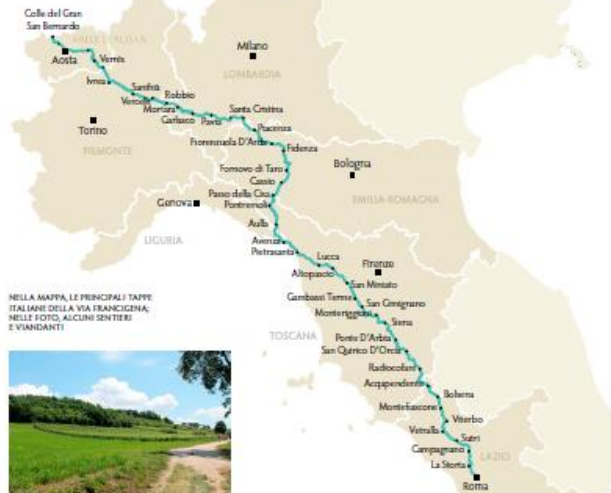 Colle del Gran
San Bernardo
VALLE D'AOSTA
Aosta
Verrès
Ivrea
Milano
LOMBARDIA
Santhià
Vercelli
Robbio
Mortara
Garlasco
Pavia
Santa Cristina
Torino
PIEMONTE
Piacenza
Fiorenzuola D'Arda
Fidenza
Fornovo di Taro
Bologna
Cassio
Passo della Cisa
EMILIA-ROMAGNA
Genova
Pontremoli
Aulla
LIGURIA
Avenza
Pietrasanta
Lucca
Firenze
Altopascio
San Miniato
NELLA MAPPA, LE PRINCIPALI TAPPE
ITALIANE DELLA VIA FRANCIGENA;
NELLE FOTO, ALCUNI SENTIERI
E VIANDANTI
Gambassi Terme
San Gimignano
Monteriggioni
Siena
TOSCANA
Ponte D'Arbia
San Quirico D'Orcia
Radicofani
Acquapendente
Bolsena
Montefiascone
Viterbo
Vetralla
Sutri
Campagnano
LAZIO
La Storta
Roma